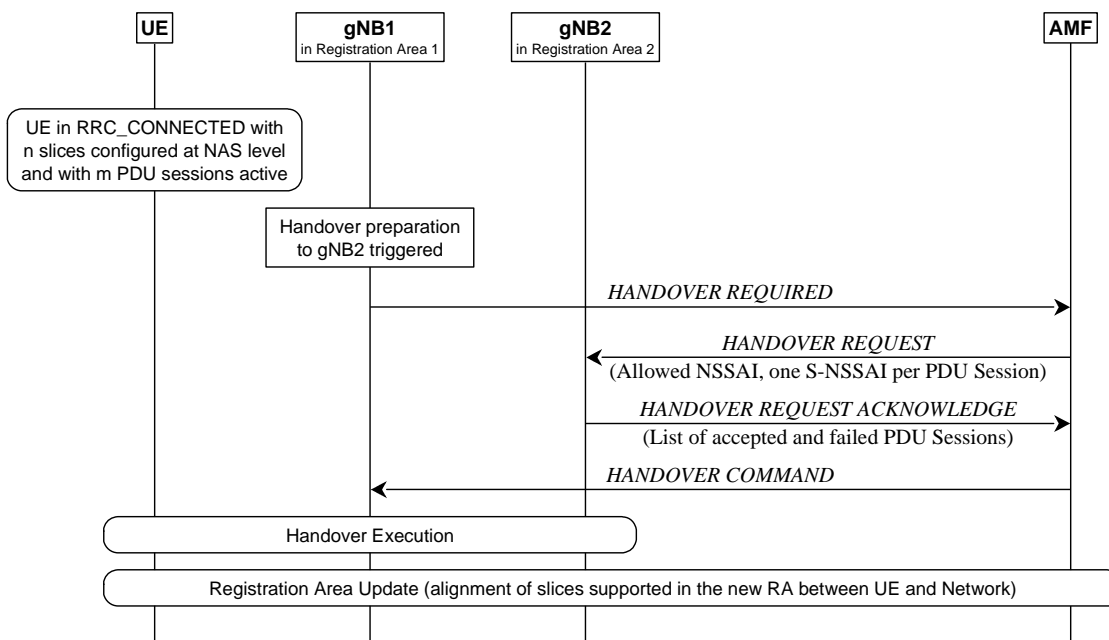 UE
gNB1
in Registration Area 1
gNB2
in Registration Area 2
AMF
UE in RRC_CONNECTED with
n slices configured at NAS level
and with m PDU sessions active
Handover preparation
to gNB2 triggered
HANDOVER REQUIRED
HANDOVER REQUEST
(Allowed NSSAI, one S-NSSAI per PDU Session)
HANDOVER REQUEST ACKNOWLEDGE
(List of accepted and failed PDU Sessions)
HANDOVER COMMAND
Handover Execution
Registration Area Update (alignment of slices supported in the new RA between UE and Network)